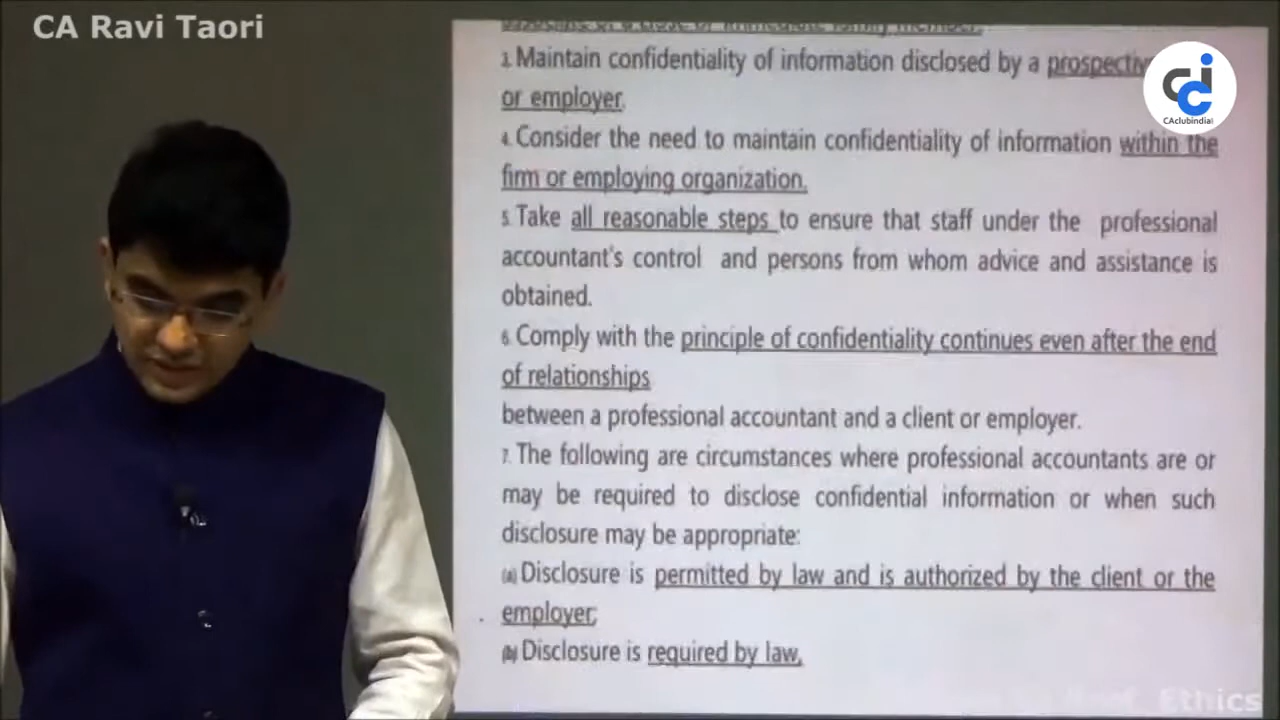 CA Ravi Taori
3. Maintain confidentiality of information disclosed by a
or employer.
CAclubindia
4. Consider the need to maintain confidentiality of information within the
firm or employing organization.
5. Take all reasonable steps to ensure that staff under the professional
accountant's control and persons from whom advice and assistance is
obtained.
6. Comply with the principle of confidentiality continues even after the end
of relationships
between a professional accountant and a client or employer.
7. The following are circumstances where professional accountants are or
may be required to disclose confidential information or when such
disclosure may be appropriate:
(a) Disclosure is permitted by law and is authorized by the client or the
employer;
(b) Disclosure is required by law,
Ethics